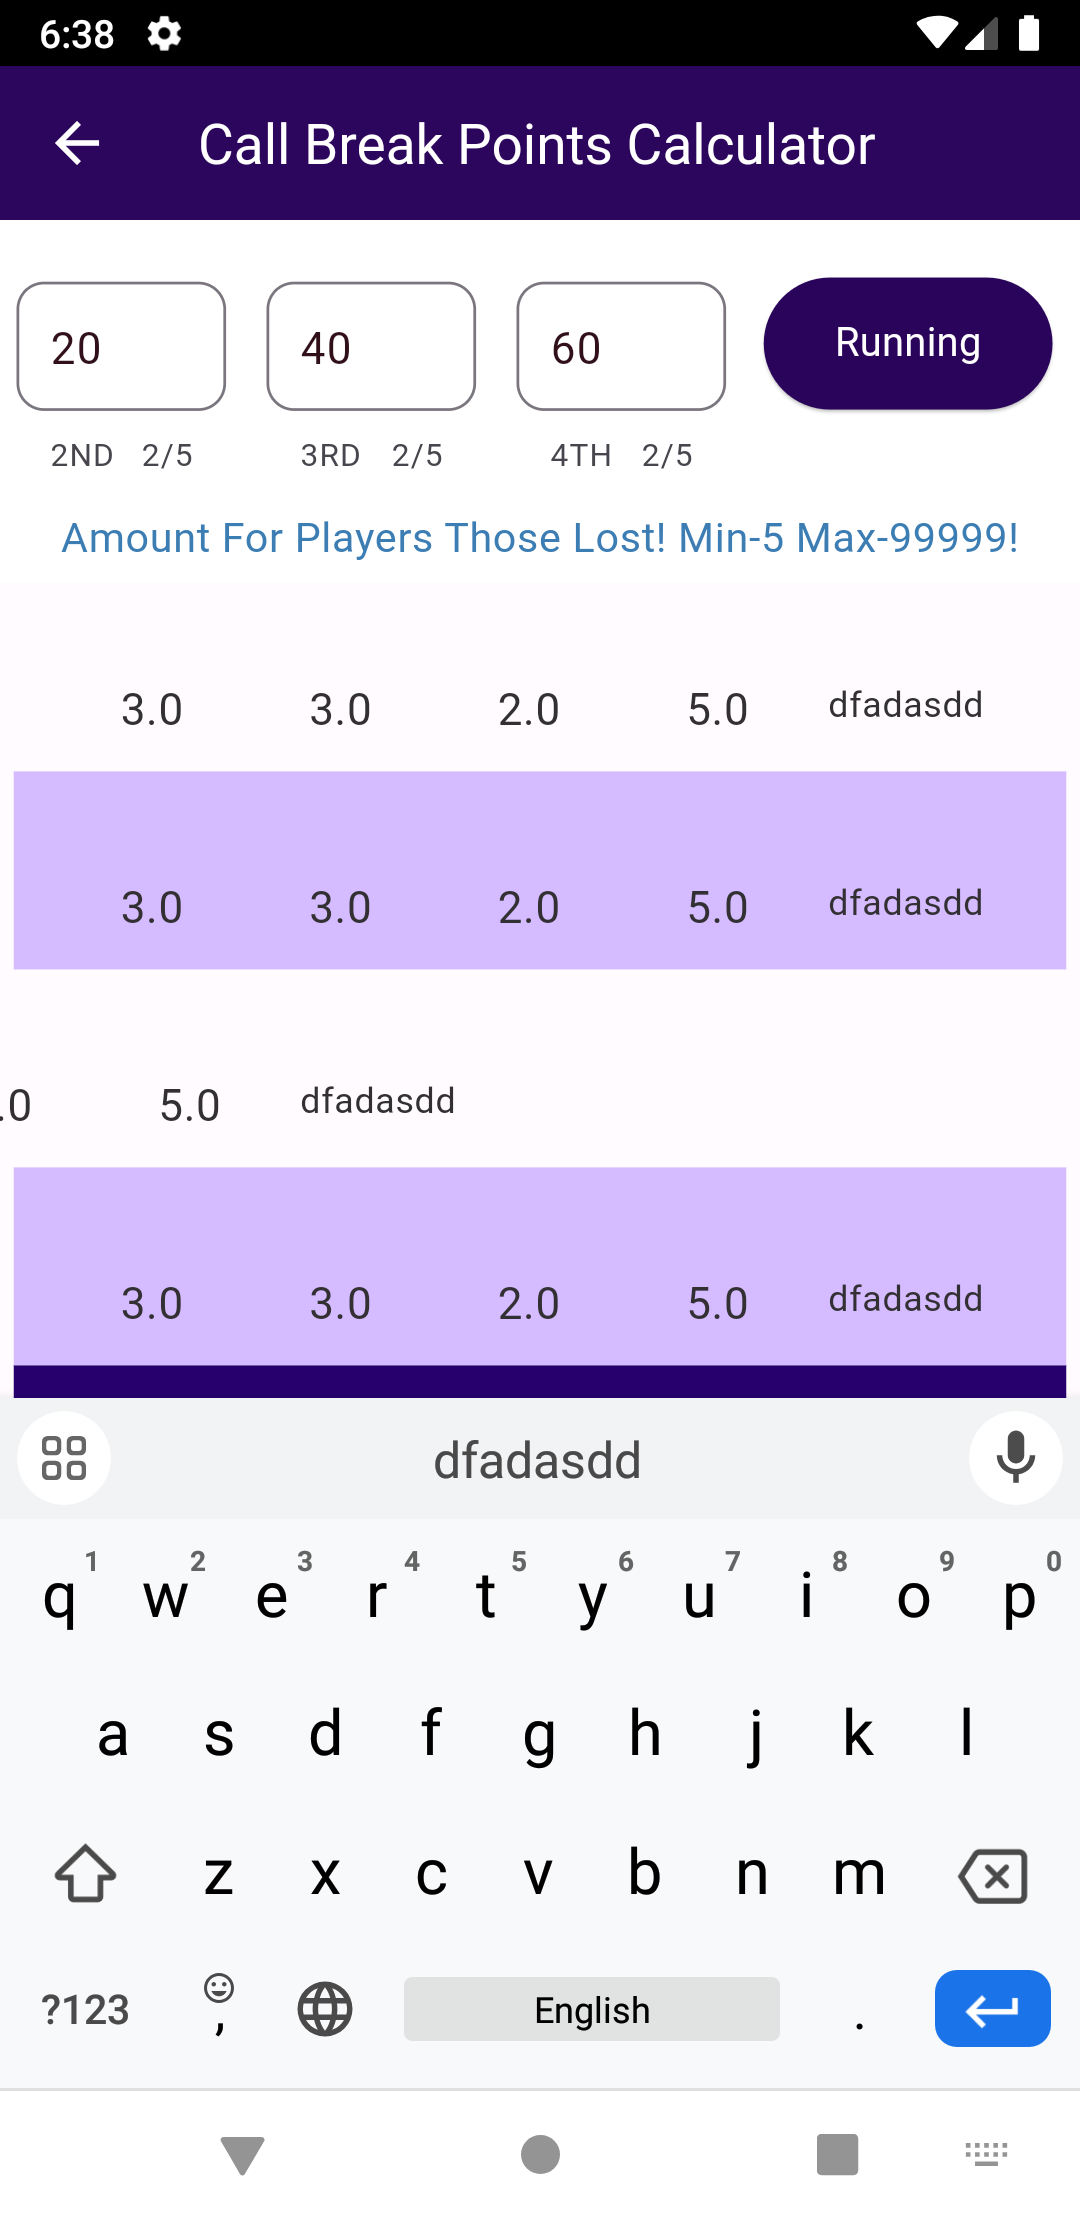 6:38
Call Break Points Calculator
20 40 60 Running
2ND 2/5 3RD 2/5 4TH 2/5
Amount For Players Those Lost! Min-5 Max-99999!
3.0 3.0 2.0 5.0 dfadasdd
3.0 3.0 2.0 5.0 dfadasdd
.0 5.0 dfadasdd
3.0 3.0 2.0 5.0 dfadasdd
dfadasdd
1 2 3 4 5 6 7 8 9 0
q w e r t y u i o p
a s d f g h j k l
z x c v b n m
?123 , English .